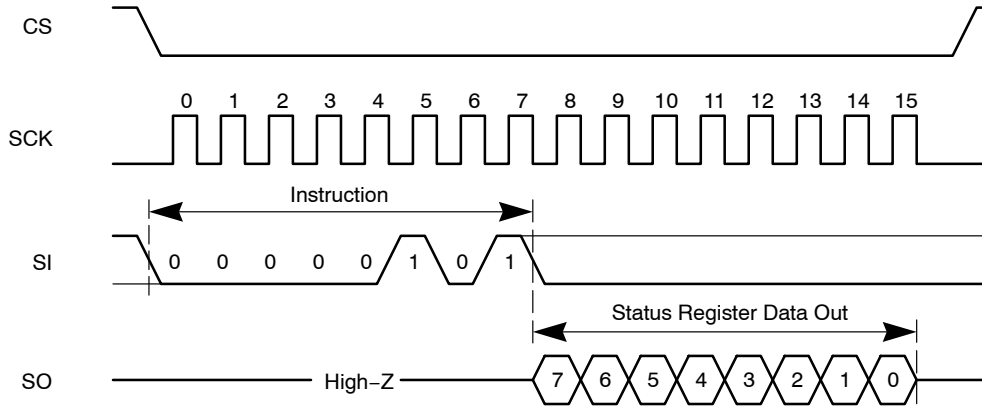 CS
0 1 2 3 4 5 6 7 8 9 10 11 12 13 14 15
SCK
Instruction
SI 0 0 0 0 0 1 0 1
Status Register Data Out
SO High−Z 7 6 5 4 3 2 1 0